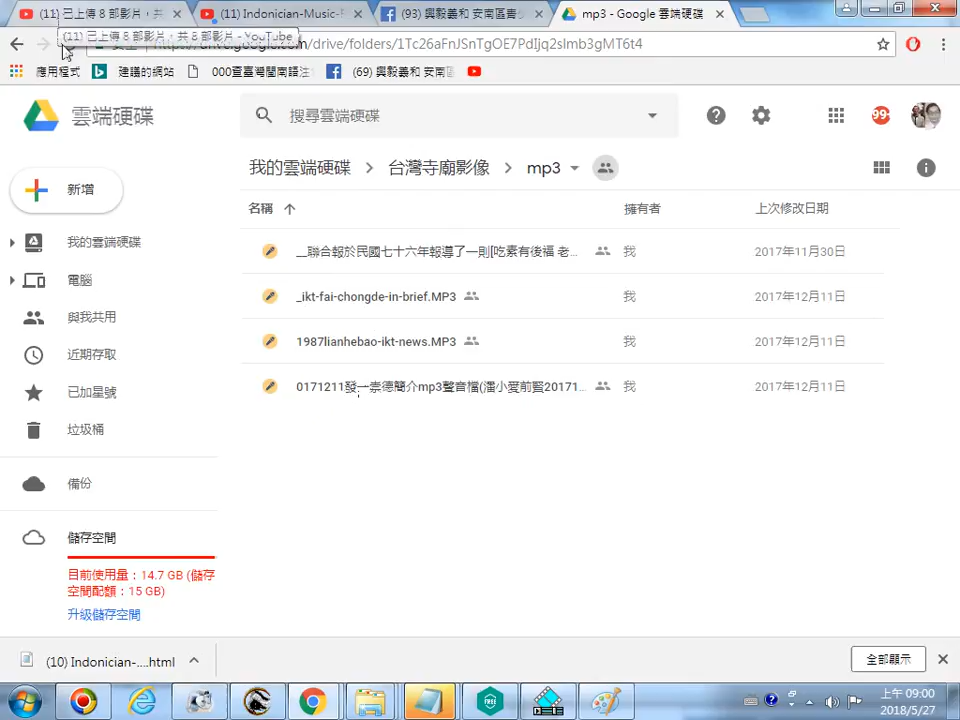 (11) 已上傳 8 部影片，共
(11) Indonician-Music-
(93) 興毅義和 安南區青
mp3 - Google 雲端硬碟
(11) 已上傳 8 部影片，共 8 部影片 - YouTube
/drive/folders/1Tc26aFnJSnTgOE7PdIjq2sImb3gMT6t4
應用程式
建議的網站
000查臺灣閩南語注
(69) 興毅義和 安南區
雲端硬碟
搜尋雲端硬碟
99+
新增
我的雲端硬碟 > 台灣寺廟影像 > mp3
名稱
擁有者
上次修改日期
我的雲端硬碟
電腦
與我共用
近期存取
已加星號
垃圾桶
備份
儲存空間
目前使用量：14.7 GB (儲存
空間配額：15 GB)
升級儲存空間
__聯合報於民國七十六年報導了一則[吃素有後福 老... 我 2017年11月30日
_ikt-fai-chongde-in-brief.MP3 我 2017年12月11日
1987lianhebao-ikt-news.MP3 我 2017年12月11日
0171211發一崇德簡介mp3聲音檔(潘小愛前賢20171... 我 2017年12月11日
(10) Indonician-....html
全部顯示
FREE
上午 09:00
2018/5/27